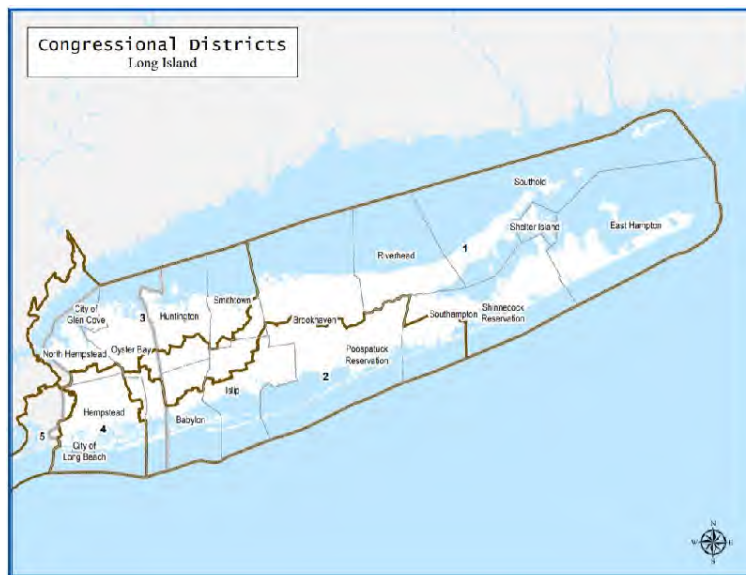 Congressional Districts
Long Island
Southold
Shelter Island
East Hampton
Riverhead
1
Smithtown
City of
Glen Cove
3
Huntington
Shinnecock
Reservation
Southampton
Brookhaven
North Hempstead
Oyster Bay
Poospatuck
Reservation
2
Islip
Hempstead
Babylon
4
5
City of
Long Beach
N
W
E
S